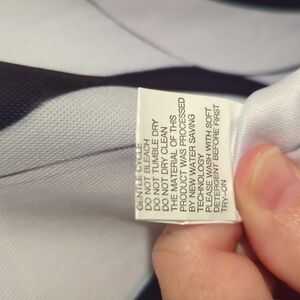 GENTLE CYCLE
DO NOT BLEACH
DO NOT TUMBLE DRY
DO NOT DRY CLEAN
THE MATERIAL OF THIS
PRODUCT WAS PROCESSED
BY NEW WATER SAVING
TECHNOLOGY
PLEASE WASH WITH SOFT
DETERGENT BEFORE FIRST
TRY-ON